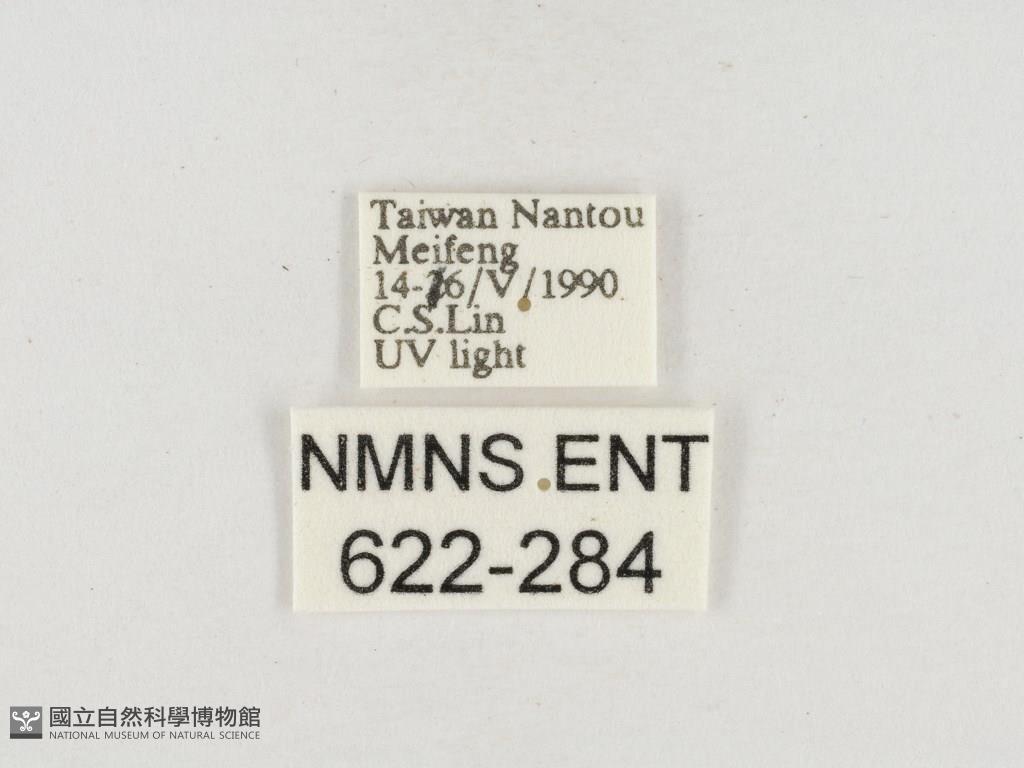 Taiwan Nantou
Meifeng
14-16/V/1990
C.S.Lin
UV light
NMNS.ENT
622-284
國立自然科學博物館
NATIONAL MUSEUM OF NATURAL SCIENCE